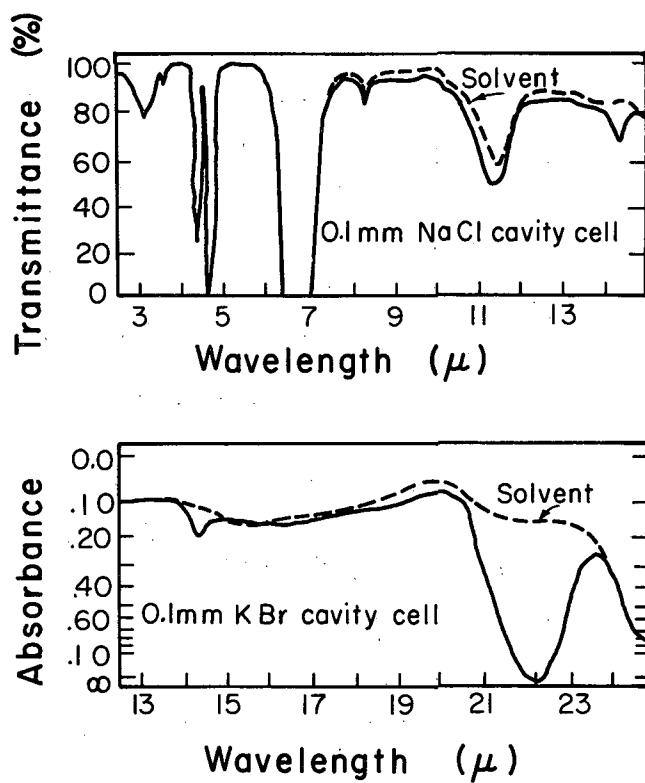 Transmittance (%)
100
80
60
40
20
0
Solvent
0.1mm NaCl cavity cell
3 5 7 9 11 13
Wavelength (μ)
Absorbance
0.0
.10
.20
.40
.60
.10
∞
Solvent
0.1mm KBr cavity cell
13 15 17 19 21 23
Wavelength (μ)